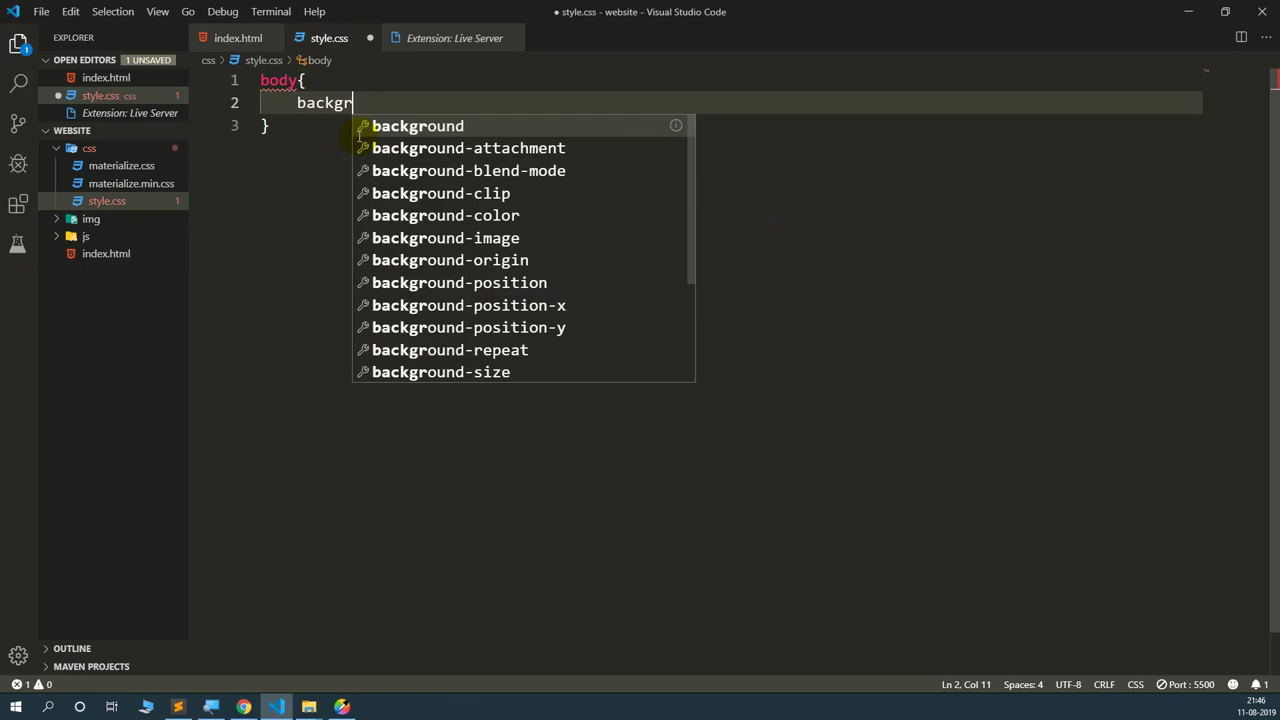 File Edit Selection View Go Debug Terminal Help
● style.css - website - Visual Studio Code
EXPLORER
index.html
style.css
Extension: Live Server
OPEN EDITORS 1 UNSAVED
index.html
style.css css 1
Extension: Live Server
WEBSITE
css
materialize.css
materialize.min.css
style.css 1
img
js
index.html
OUTLINE
MAVEN PROJECTS
1
css > style.css > body
1 body{
2 backgr
3 }
background
background-attachment
background-blend-mode
background-clip
background-color
background-image
background-origin
background-position
background-position-x
background-position-y
background-repeat
background-size
1 0
Ln 2, Col 11 Spaces: 4 UTF-8 CRLF CSS Port : 5500 1
21:46
11-08-2019